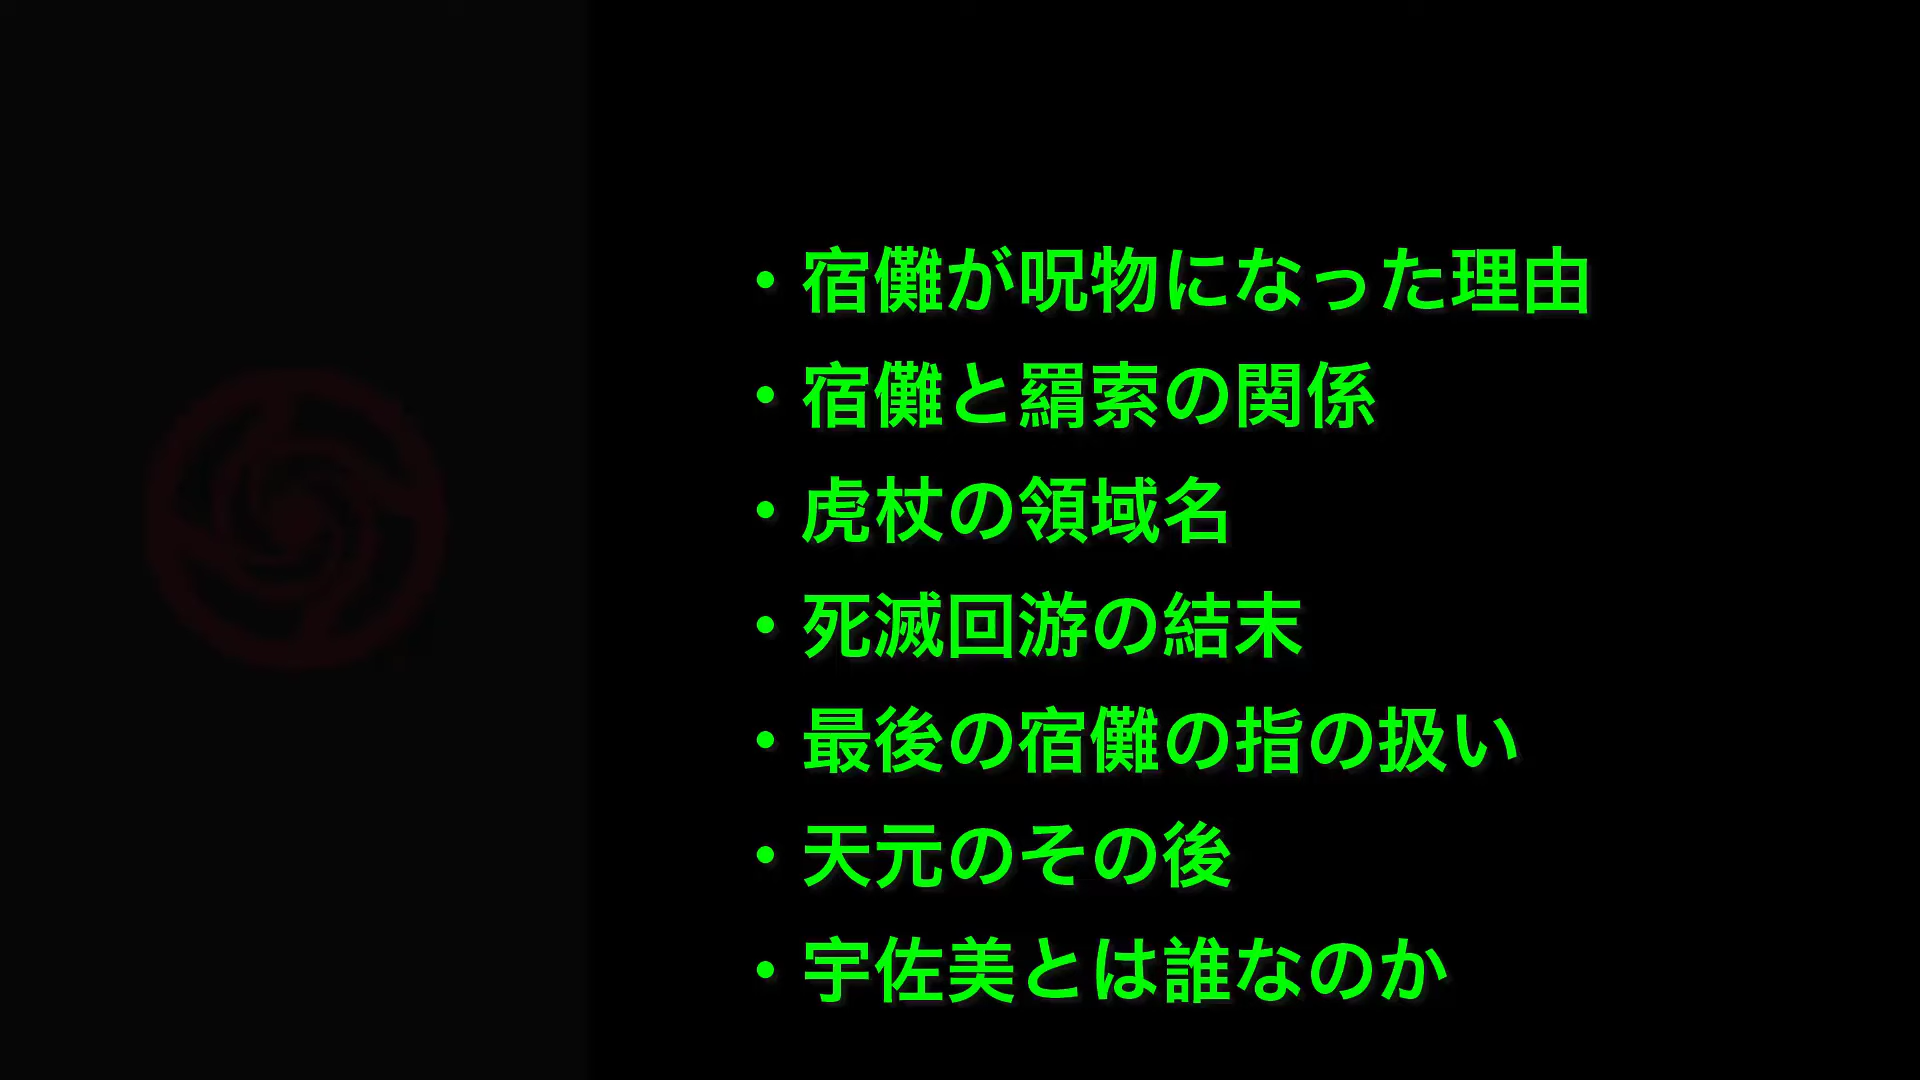 ・宿儺が呪物になった理由
・宿儺と羂索の関係
・虎杖の領域名
・死滅回游の結末
・最後の宿儺の指の扱い
・天元のその後
・宇佐美とは誰なのか